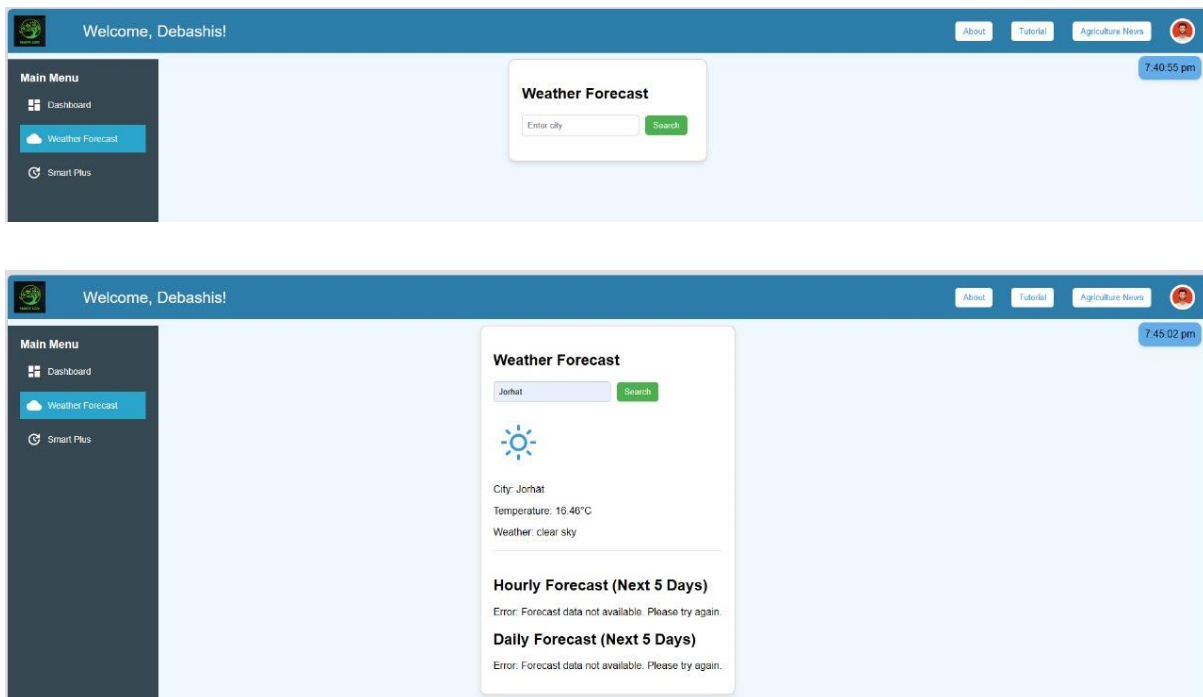 Welcome, Debashis!
About
Tutorial
Agriculture News
Main Menu
Dashboard
Weather Forecast
Smart Plus
7:40:55 pm
Weather Forecast
Enter city
Search
Welcome, Debashis!
About
Tutorial
Agriculture News
Main Menu
Dashboard
Weather Forecast
Smart Plus
7:45:02 pm
Weather Forecast
Jorhat
Search
City: Jorhāt
Temperature: 16.46°C
Weather: clear sky
Hourly Forecast (Next 5 Days)
Error: Forecast data not available. Please try again.
Daily Forecast (Next 5 Days)
Error: Forecast data not available. Please try again.